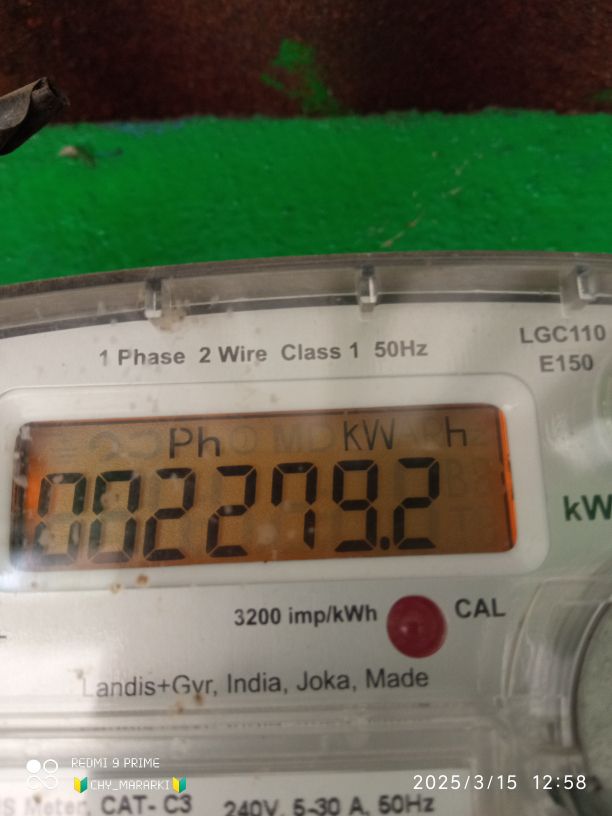 1 Phase 2 Wire Class 1 50Hz
LGC110
E150
Ph kW h
002279.2
kW
3200 imp/kWh
CAL
Landis+Gyr, India, Joka, Made
REDMI 9 PRIME
🔰CHY_MARARKI🔰
2025/3/15 12:58
Meter, CAT- C3 240V, 5-30 A, 50Hz